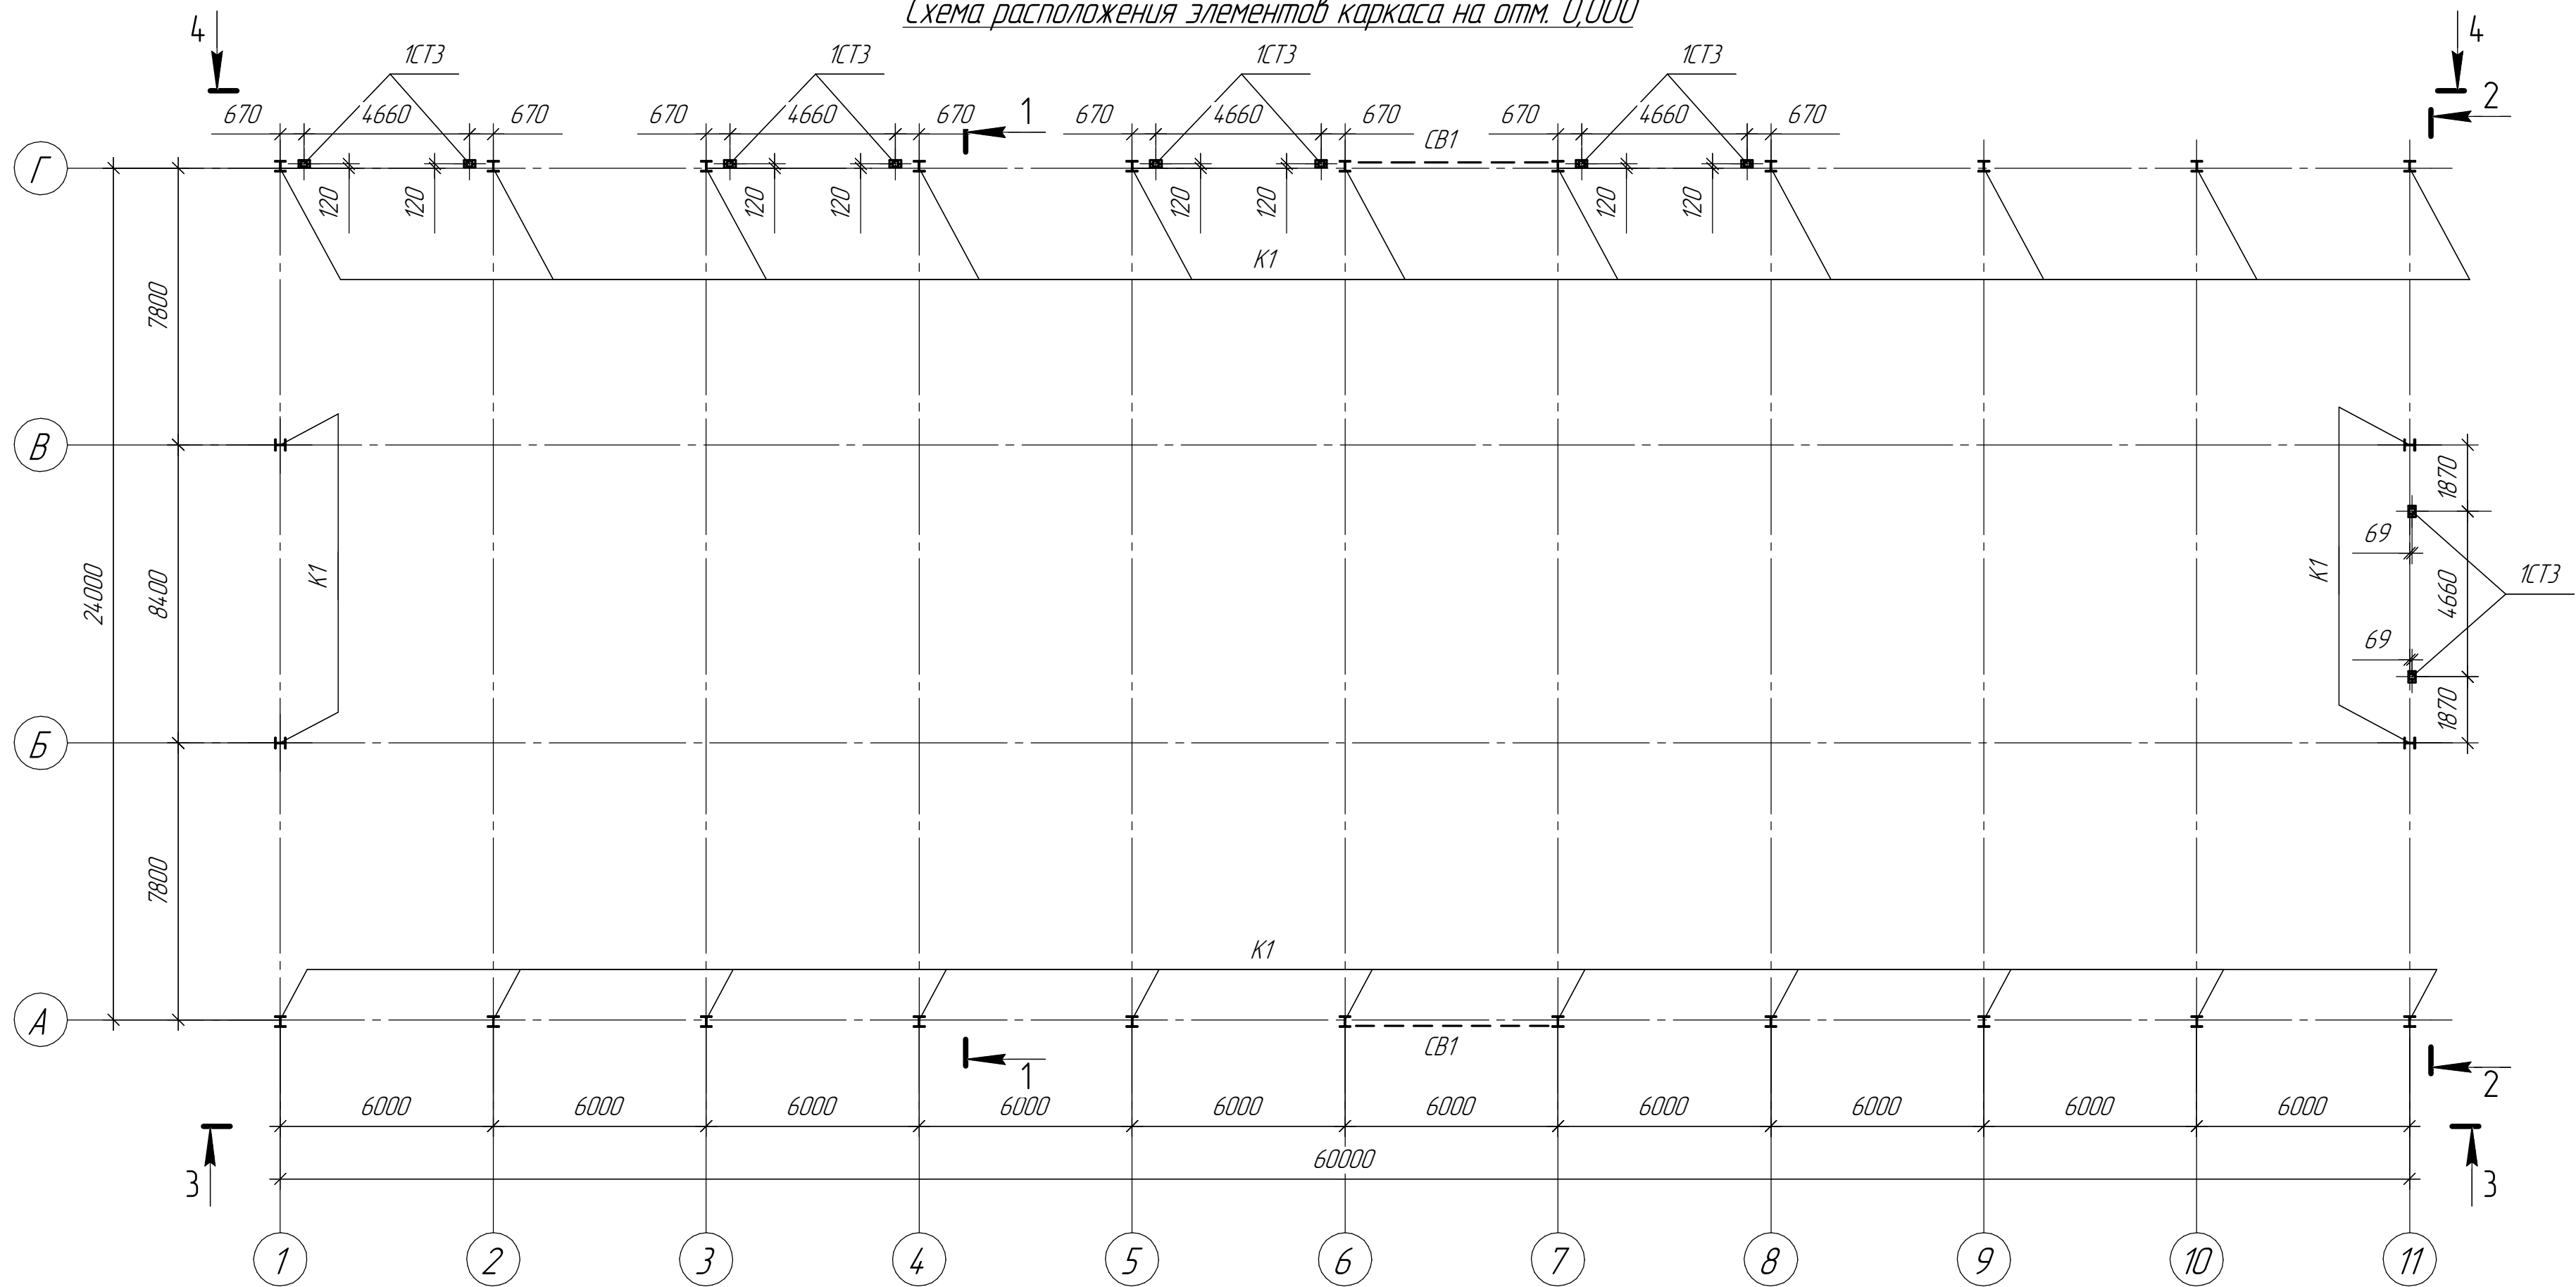 Схема расположения элементов каркаса на отм. 0,000
4 1СТ3 1СТ3 1СТ3 1СТ3 4
670 4660 670 670 4660 670 670 4660 670 670 4660 670
1 СВ1 2
Г
120 120 120 120 120 120 120 120
К1
7800
В
1870
69
24000 8400 К1 К1 4660 1СТ3
69
1870
Б
7800
К1
А
СВ1
1 2
6000 6000 6000 6000 6000 6000 6000 6000 6000 6000
60000
3 3
1 2 3 4 5 6 7 8 9 10 11